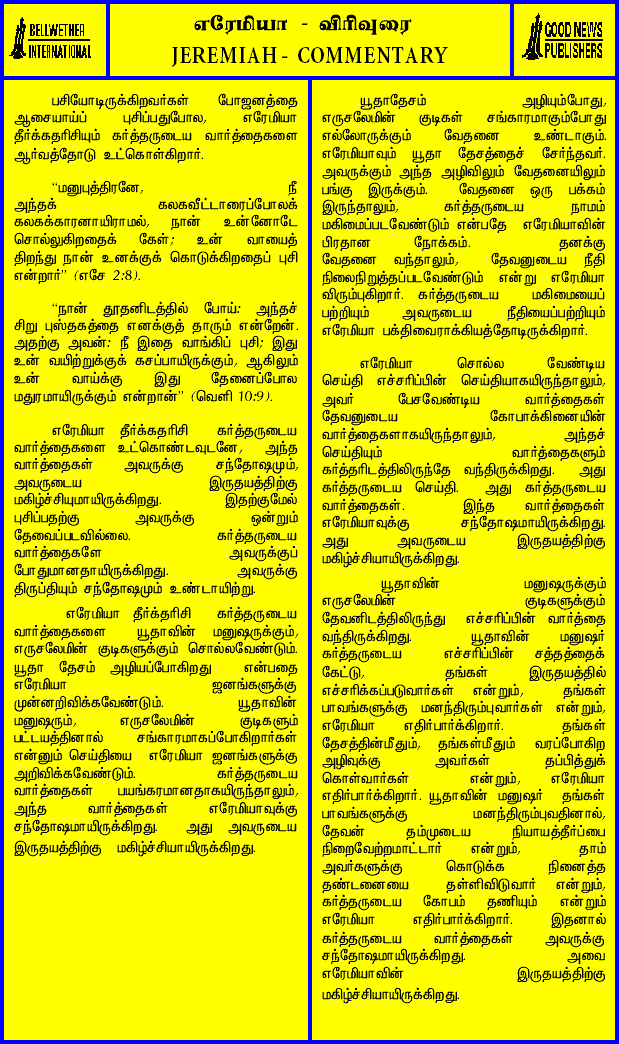 BELLWETHER
INTERNATIONAL
எரேமியா - விரிவுரை
JEREMIAH - COMMENTARY
GOOD NEWS
PUBLISHERS
பசியோடிருக்கிறவர்கள் போஜனத்தை
ஆசையாய்ப் புசிப்பதுபோல, எரேமியா
தீர்க்கதரிசியும் கர்த்தருடைய வார்த்தைகளை
ஆர்வத்தோடு உட்கொள்கிறார்.
“மனுபுத்திரனே, நீ
அந்தக் கலகவீட்டாரைப்போலக்
கலகக்காரனாயிராமல், நான் உன்னோடே
சொல்லுகிறதைக் கேள்; உன் வாயைத்
திறந்து நான் உனக்குக் கொடுக்கிறதைப் புசி
என்றார்” (எசே 2:8).
“நான் தூதனிடத்தில் போய்: அந்தச்
சிறு புஸ்தகத்தை எனக்குத் தாரும் என்றேன்.
அதற்கு அவன்: நீ இதை வாங்கிப் புசி; இது
உன் வயிற்றுக்குக் கசப்பாயிருக்கும், ஆகிலும்
உன் வாய்க்கு இது தேனைப்போல
மதுரமாயிருக்கும் என்றான்” (வெளி 10:9).
எரேமியா தீர்க்கதரிசி கர்த்தருடைய
வார்த்தைகளை உட்கொண்டவுடனே, அந்த
வார்த்தைகள் அவருக்கு சந்தோஷமும்,
அவருடைய இருதயத்திற்கு
மகிழ்ச்சியுமாயிருக்கிறது. இதற்குமேல்
புசிப்பதற்கு அவருக்கு ஒன்றும்
தேவைப்படவில்லை. கர்த்தருடைய
வார்த்தைகளே அவருக்குப்
போதுமானதாயிருக்கிறது. அவருக்கு
திருப்தியும் சந்தோஷமும் உண்டாயிற்று.
எரேமியா தீர்க்கதரிசி கர்த்தருடைய
வார்த்தைகளை யூதாவின் மனுஷருக்கும்,
எருசலேமின் குடிகளுக்கும் சொல்லவேண்டும்.
யூதா தேசம் அழியப்போகிறது என்பதை
எரேமியா ஜனங்களுக்கு
முன்னறிவிக்கவேண்டும். யூதாவின்
மனுஷரும், எருசலேமின் குடிகளும்
பட்டயத்தினால் சங்காரமாகப்போகிறார்கள்
என்னும் செய்தியை எரேமியா ஜனங்களுக்கு
அறிவிக்கவேண்டும். கர்த்தருடைய
வார்த்தைகள் பயங்கரமானதாகயிருந்தாலும்,
அந்த வார்த்தைகள் எரேமியாவுக்கு
சந்தோஷமாயிருக்கிறது. அது அவருடைய
இருதயத்திற்கு மகிழ்ச்சியாயிருக்கிறது.
யூதாதேசம் அழியும்போது,
எருசலேமின் குடிகள் சங்காரமாகும்போது
எல்லோருக்கும் வேதனை உண்டாகும்.
எரேமியாவும் யூதா தேசத்தைச் சேர்ந்தவர்.
அவருக்கும் அந்த அழிவிலும் வேதனையிலும்
பங்கு இருக்கும். வேதனை ஒரு பக்கம்
இருந்தாலும், கர்த்தருடைய நாமம்
மகிமைப்படவேண்டும் என்பதே எரேமியாவின்
பிரதான நோக்கம். தனக்கு
வேதனை வந்தாலும், தேவனுடைய நீதி
நிலைநிறுத்தப்படவேண்டும் என்று எரேமியா
விரும்புகிறார். கர்த்தருடைய மகிமையைப்
பற்றியும் அவருடைய நீதியைப்பற்றியும்
எரேமியா பக்திவைராக்கியத்தோடிருக்கிறார்.
எரேமியா சொல்ல வேண்டிய
செய்தி எச்சரிப்பின் செய்தியாகயிருந்தாலும்,
அவர் பேசவேண்டிய வார்த்தைகள்
தேவனுடைய கோபாக்கினையின்
வார்த்தைகளாகயிருந்தாலும், அந்தச்
செய்தியும் வார்த்தைகளும்
கர்த்தரிடத்திலிருந்தே வந்திருக்கிறது. அது
கர்த்தருடைய செய்தி. அது கர்த்தருடைய
வார்த்தைகள். இந்த வார்த்தைகள்
எரேமியாவுக்கு சந்தோஷமாயிருக்கிறது.
அது அவருடைய இருதயத்திற்கு
மகிழ்ச்சியாயிருக்கிறது.
யூதாவின் மனுஷருக்கும்
எருசலேமின் குடிகளுக்கும்
தேவனிடத்திலிருந்து எச்சரிப்பின் வார்த்தை
வந்திருக்கிறது. யூதாவின் மனுஷர்
கர்த்தருடைய எச்சரிப்பின் சத்தத்தைக்
கேட்டு, தங்கள் இருதயத்தில்
எச்சரிக்கப்படுவார்கள் என்றும், தங்கள்
பாவங்களுக்கு மனந்திரும்புவார்கள் என்றும்,
எரேமியா எதிர்பார்க்கிறார். தங்கள்
தேசத்தின்மீதும், தங்கள்மீதும் வரப்போகிற
அழிவுக்கு அவர்கள் தப்பித்துக்
கொள்வார்கள் என்றும், எரேமியா
எதிர்பார்க்கிறார். யூதாவின் மனுஷர் தங்கள்
பாவங்களுக்கு மனந்திரும்புவதினால்,
தேவன் தம்முடைய நியாயத்தீர்ப்பை
நிறைவேற்றமாட்டார் என்றும், தாம்
அவர்களுக்கு கொடுக்க நினைத்த
தண்டனையை தள்ளிவிடுவார் என்றும்,
கர்த்தருடைய கோபம் தணியும் என்றும்
எரேமியா எதிர்பார்க்கிறார். இதனால்
கர்த்தருடைய வார்த்தைகள் அவருக்கு
சந்தோஷமாயிருக்கிறது. அவை
எரேமியாவின் இருதயத்திற்கு
மகிழ்ச்சியாயிருக்கிறது.